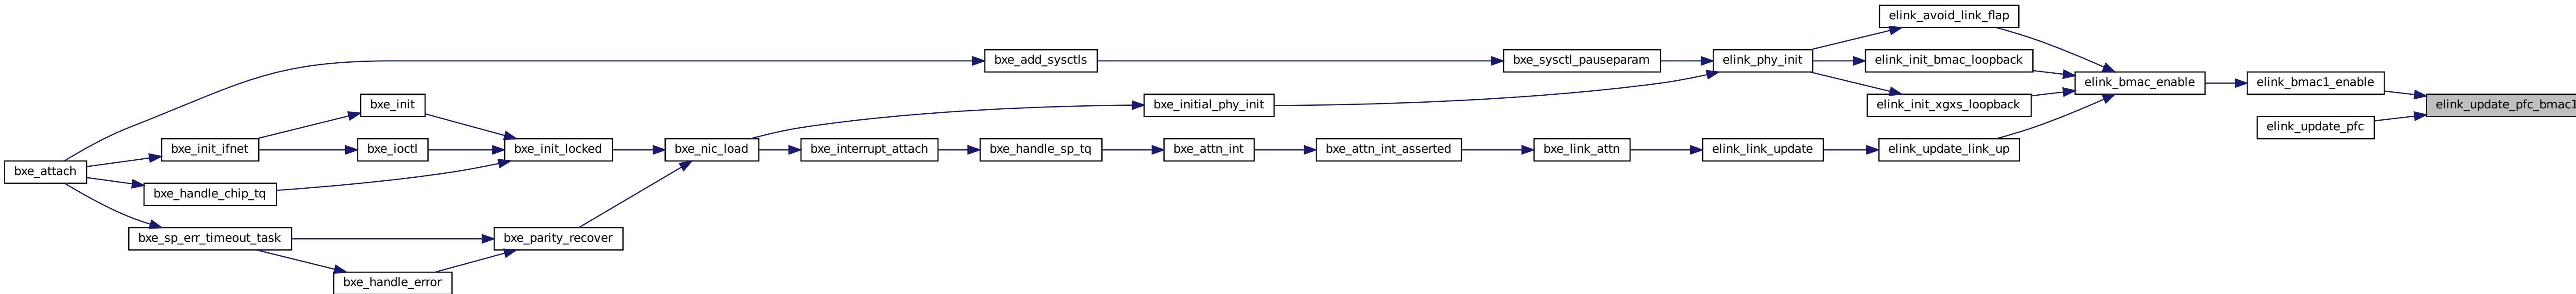 elink_avoid_link_flap
bxe_add_sysctls
bxe_sysctl_pauseparam
elink_phy_init
elink_init_bmac_loopback
elink_bmac_enable
elink_bmac1_enable
bxe_init
bxe_initial_phy_init
elink_init_xgxs_loopback
elink_update_pfc_bmac1
elink_update_pfc
bxe_init_ifnet
bxe_ioctl
bxe_init_locked
bxe_nic_load
bxe_interrupt_attach
bxe_handle_sp_tq
bxe_attn_int
bxe_attn_int_asserted
bxe_link_attn
elink_link_update
elink_update_link_up
bxe_attach
bxe_handle_chip_tq
bxe_sp_err_timeout_task
bxe_parity_recover
bxe_handle_error